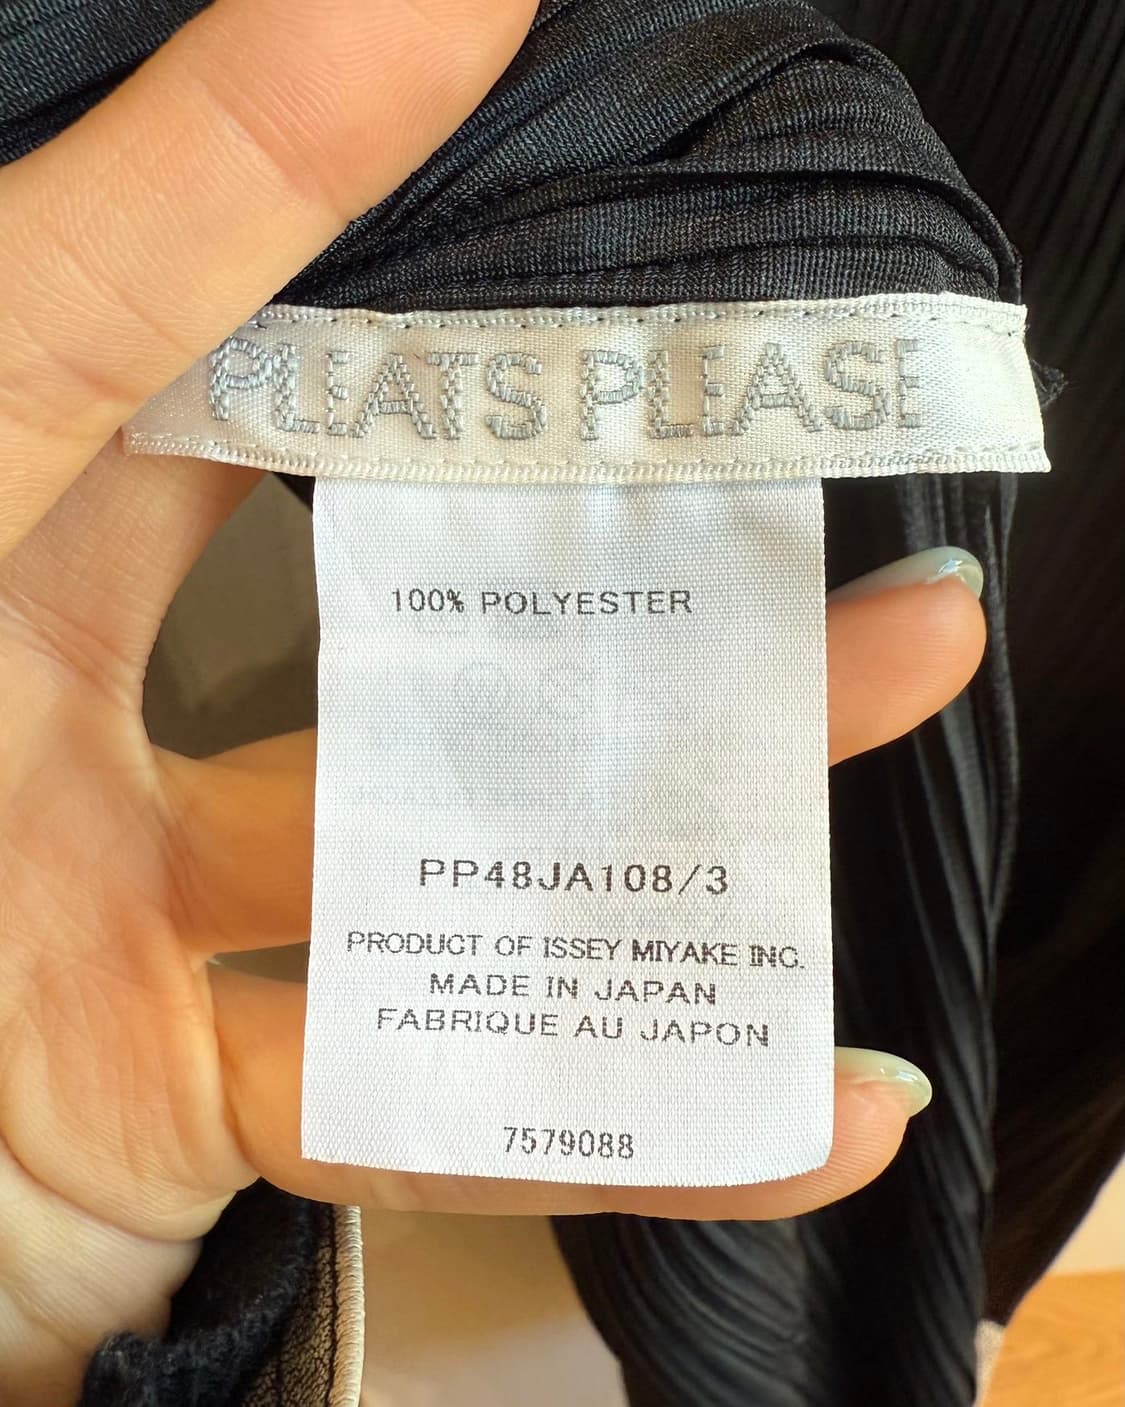 PLEATS PLEASE
100% POLYESTER
PP48JA108/3
PRODUCT OF ISSEY MIYAKE INC.
MADE IN JAPAN
FABRIQUE AU JAPON
7579088